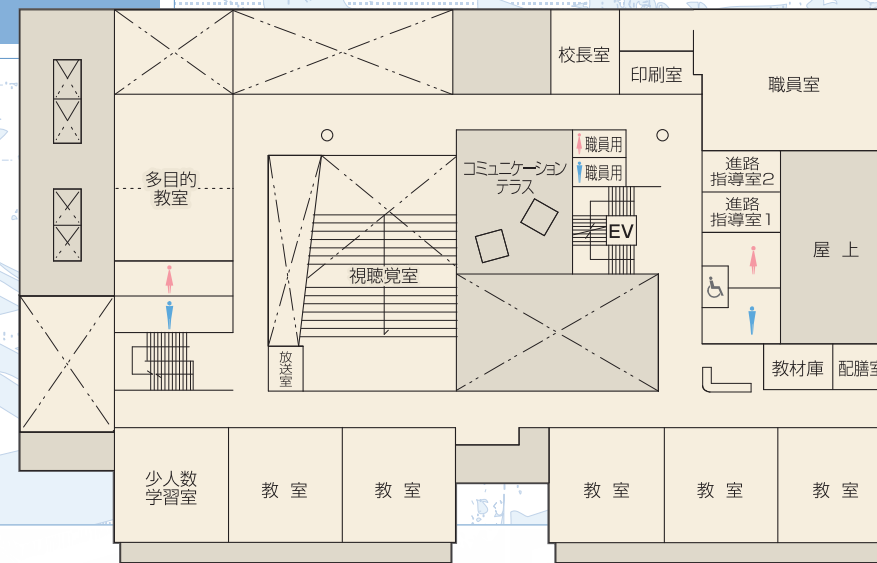 校長室
印刷室
職員室
職員用
職員用
コミュニケーション
テラス
進路
指導室2
進路
指導室1
多目的
教室
EV
屋上
視聴覚室
放送室
教材庫
配膳室
少人数
学習室
教室
教室
教室
教室
教室